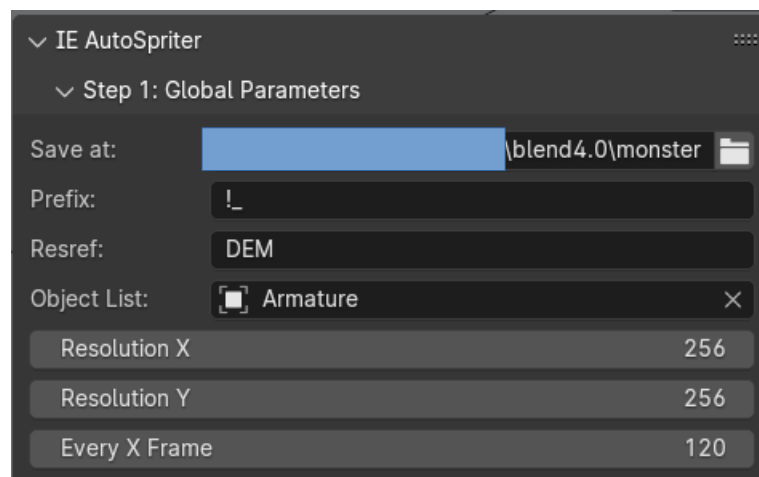 IE AutoSpriter
Step 1: Global Parameters
Save at: \blend4.0\monster
Prefix: !_
Resref: DEM
Object List: Armature
Resolution X 256
Resolution Y 256
Every X Frame 120